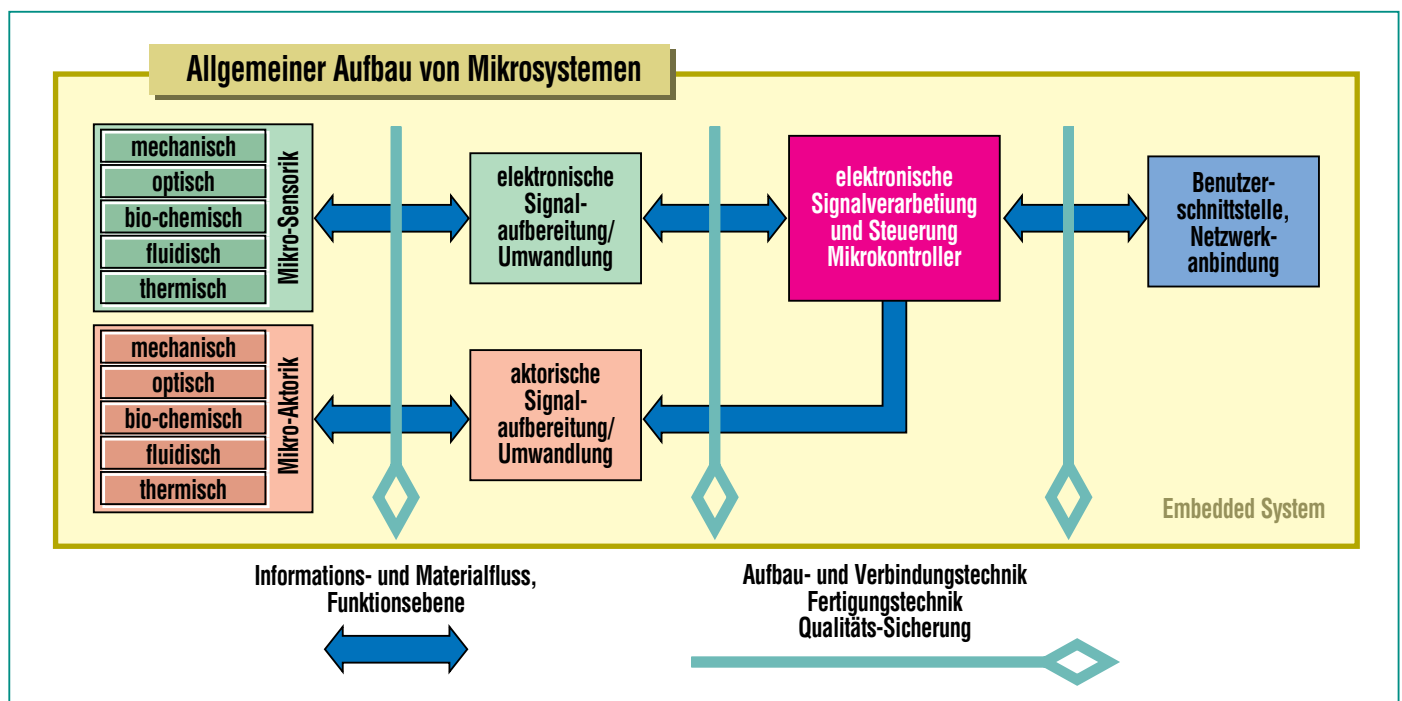 Allgemeiner Aufbau von Mikrosystemen
mechanisch
optisch
bio-chemisch
fluidisch
thermisch
Mikro-Sensorik
elektronische
Signal-
aufbereitung/
Umwandlung
elektronische
Signalverarbetiung
und Steuerung
Mikrokontroller
Benutzer-
schnittstelle,
Netzwerk-
anbindung
mechanisch
optisch
bio-chemisch
fluidisch
thermisch
Mikro-Aktorik
aktorische
Signal-
aufbereitung/
Umwandlung
Embedded System
Informations- und Materialfluss,
Funktionsebene
Aufbau- und Verbindungstechnik
Fertigungstechnik
Qualitäts-Sicherung